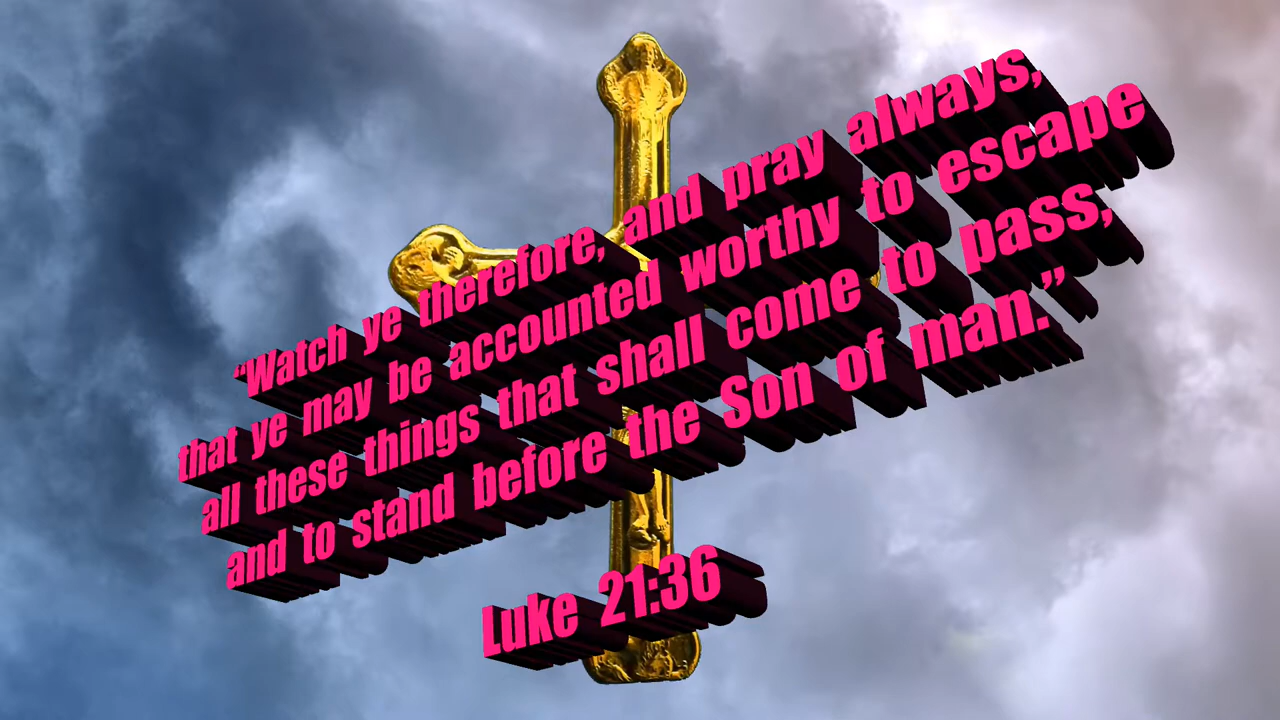 “Watch ye therefore, and pray always,
that ye may be accounted worthy to escape
all these things that shall come to pass,
and to stand before the Son of man.”
Luke 21:36